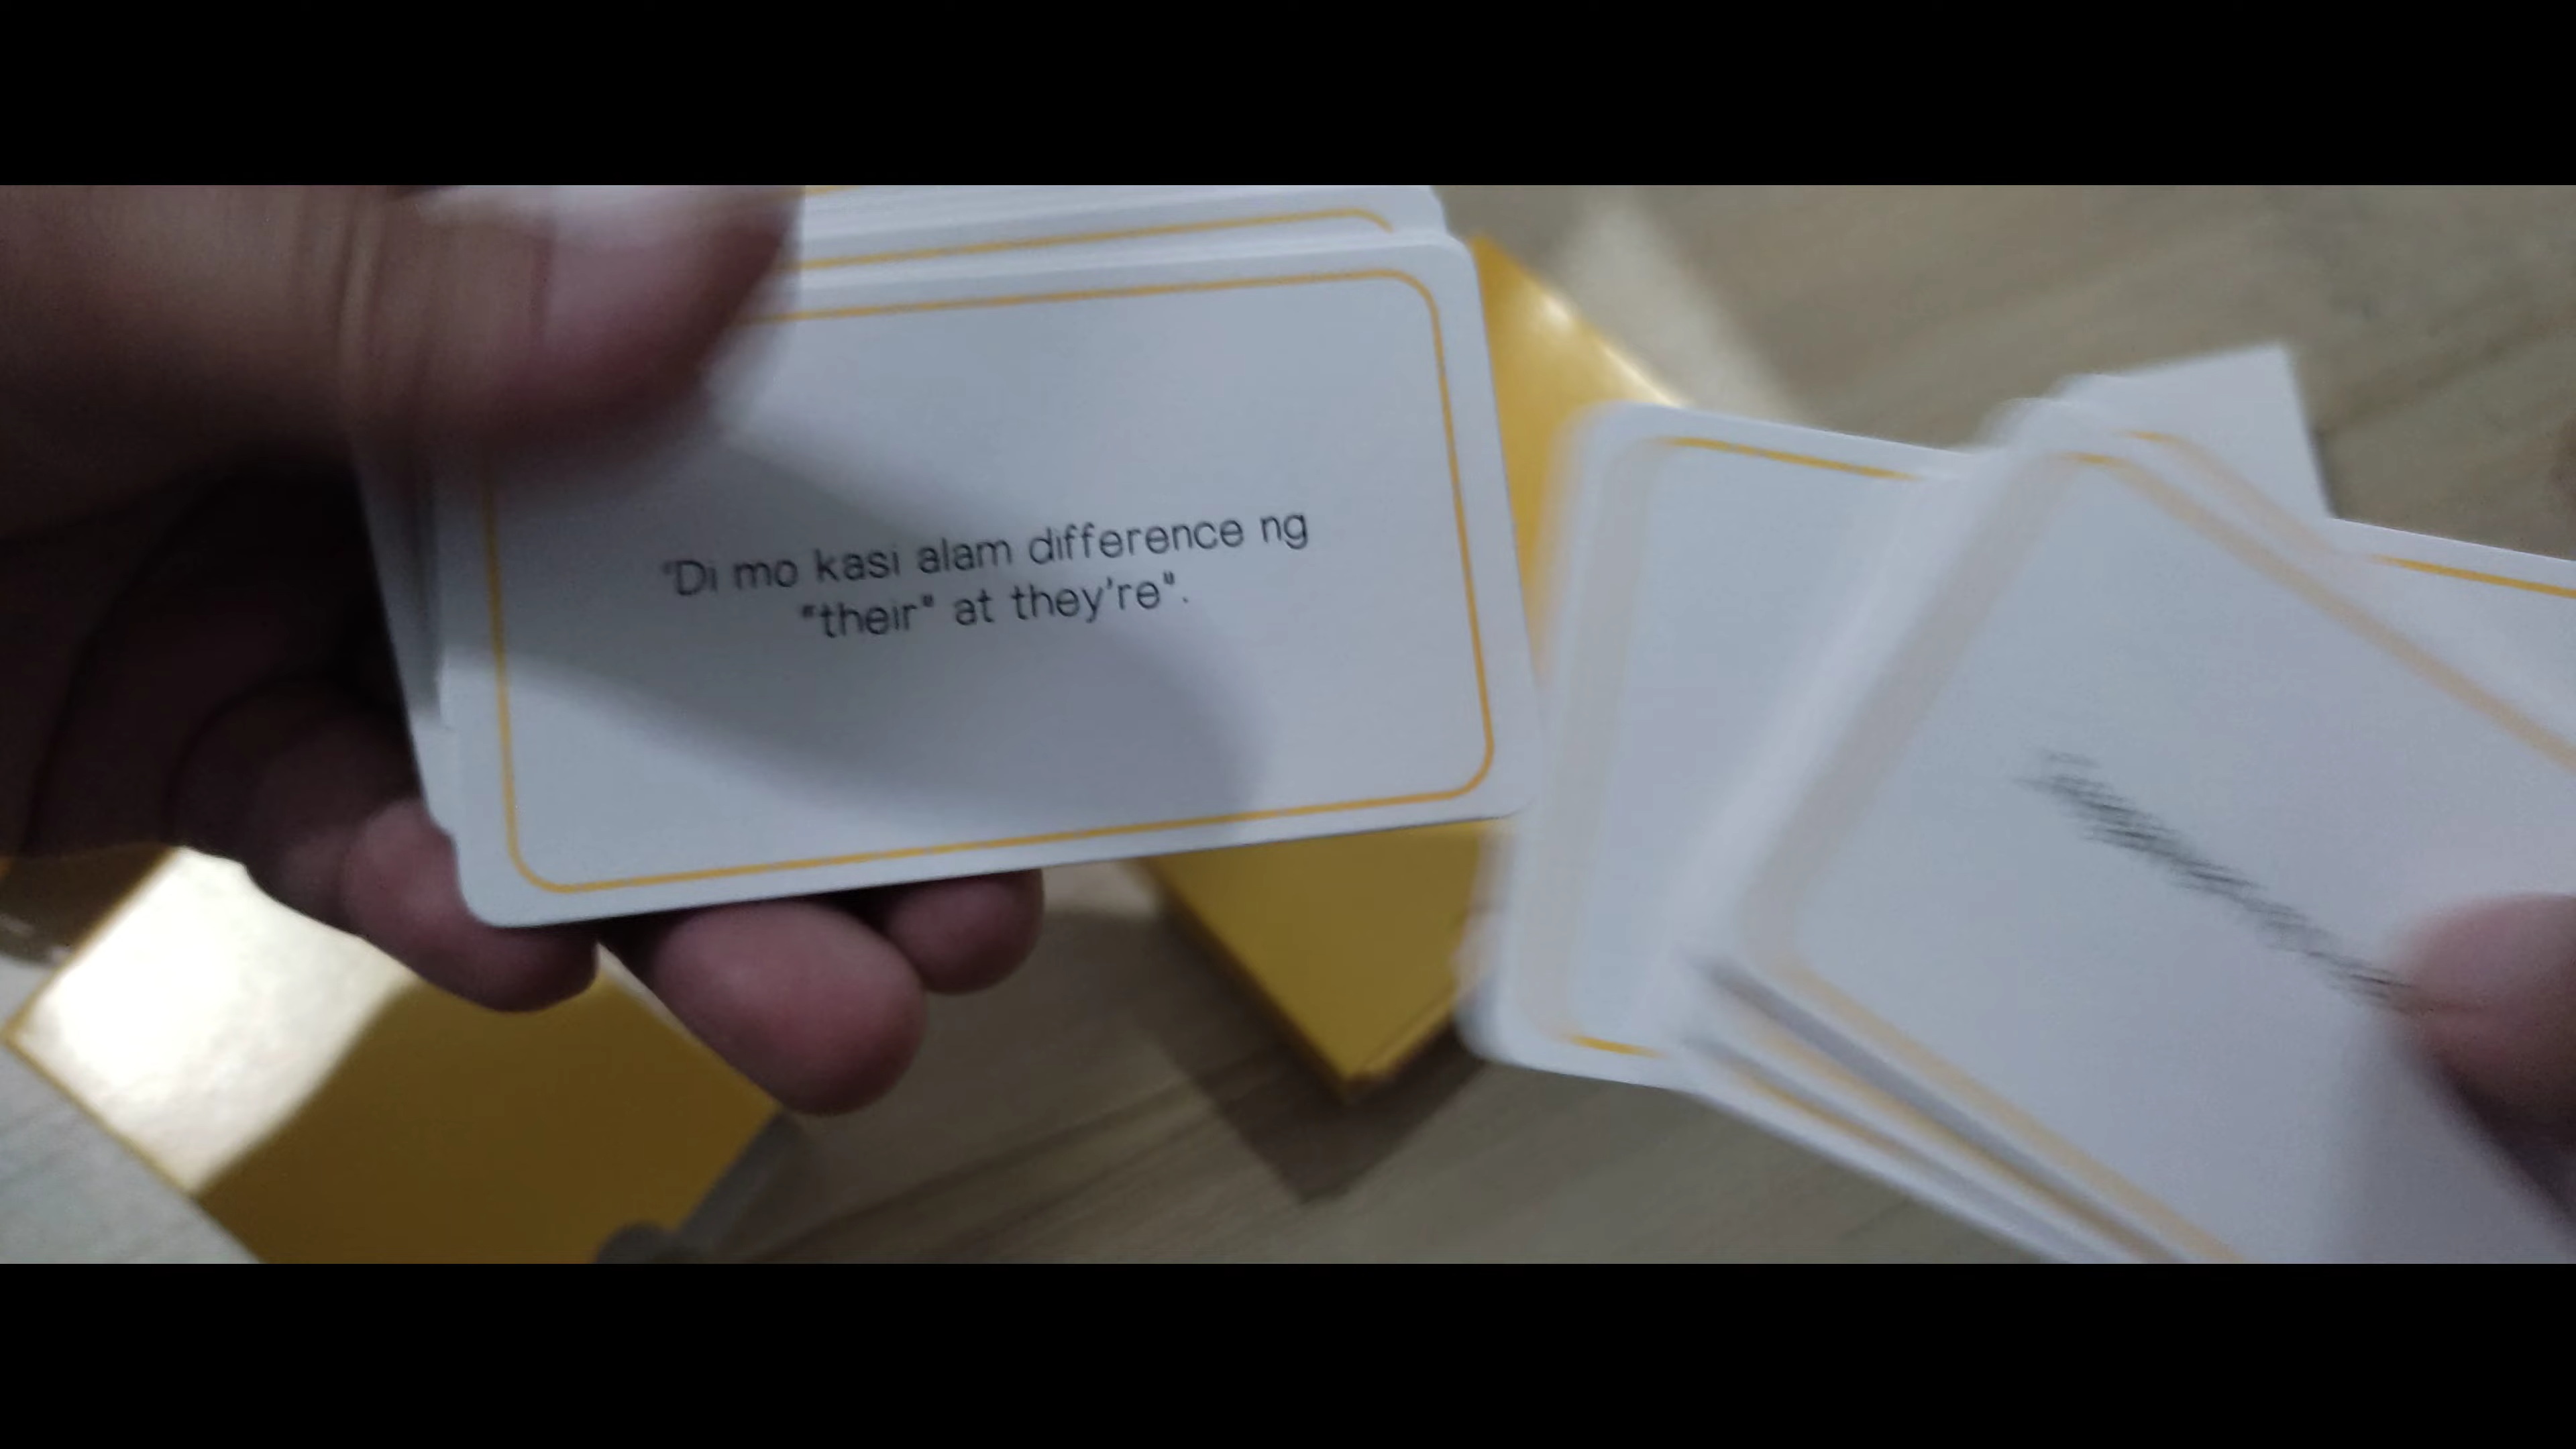 "Di mo kasi alam difference ng
"their" at they're".